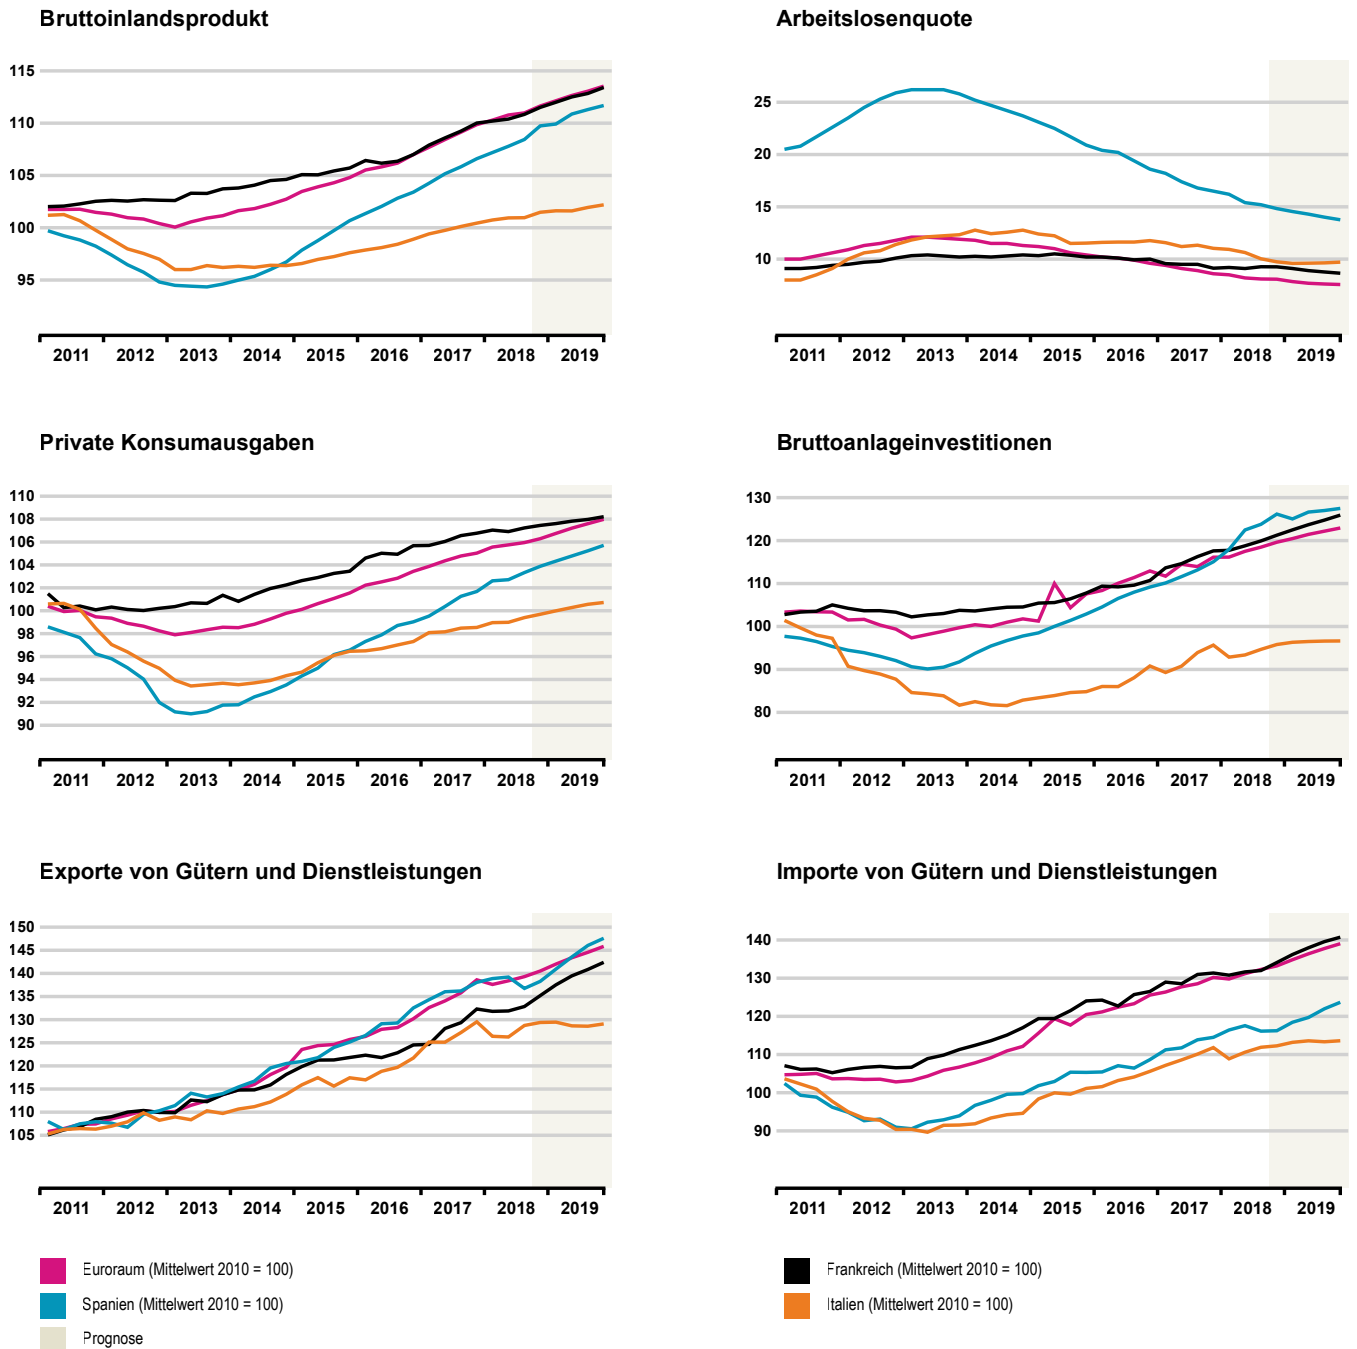 Bruttoinlandsprodukt
115
110
105
100
95
2011 2012 2013 2014 2015 2016 2017 2018 2019
Arbeitslosenquote
25
20
15
10
2011 2012 2013 2014 2015 2016 2017 2018 2019
Private Konsumausgaben
110
108
106
104
102
100
98
96
94
92
90
2011 2012 2013 2014 2015 2016 2017 2018 2019
Bruttoanlageinvestitionen
130
120
110
100
90
80
2011 2012 2013 2014 2015 2016 2017 2018 2019
Exporte von Gütern und Dienstleistungen
150
145
140
135
130
125
120
115
110
105
2011 2012 2013 2014 2015 2016 2017 2018 2019
Importe von Gütern und Dienstleistungen
140
130
120
110
100
90
2011 2012 2013 2014 2015 2016 2017 2018 2019
Euroraum (Mittelwert 2010 = 100)
Spanien (Mittelwert 2010 = 100)
Prognose
Frankreich (Mittelwert 2010 = 100)
Italien (Mittelwert 2010 = 100)